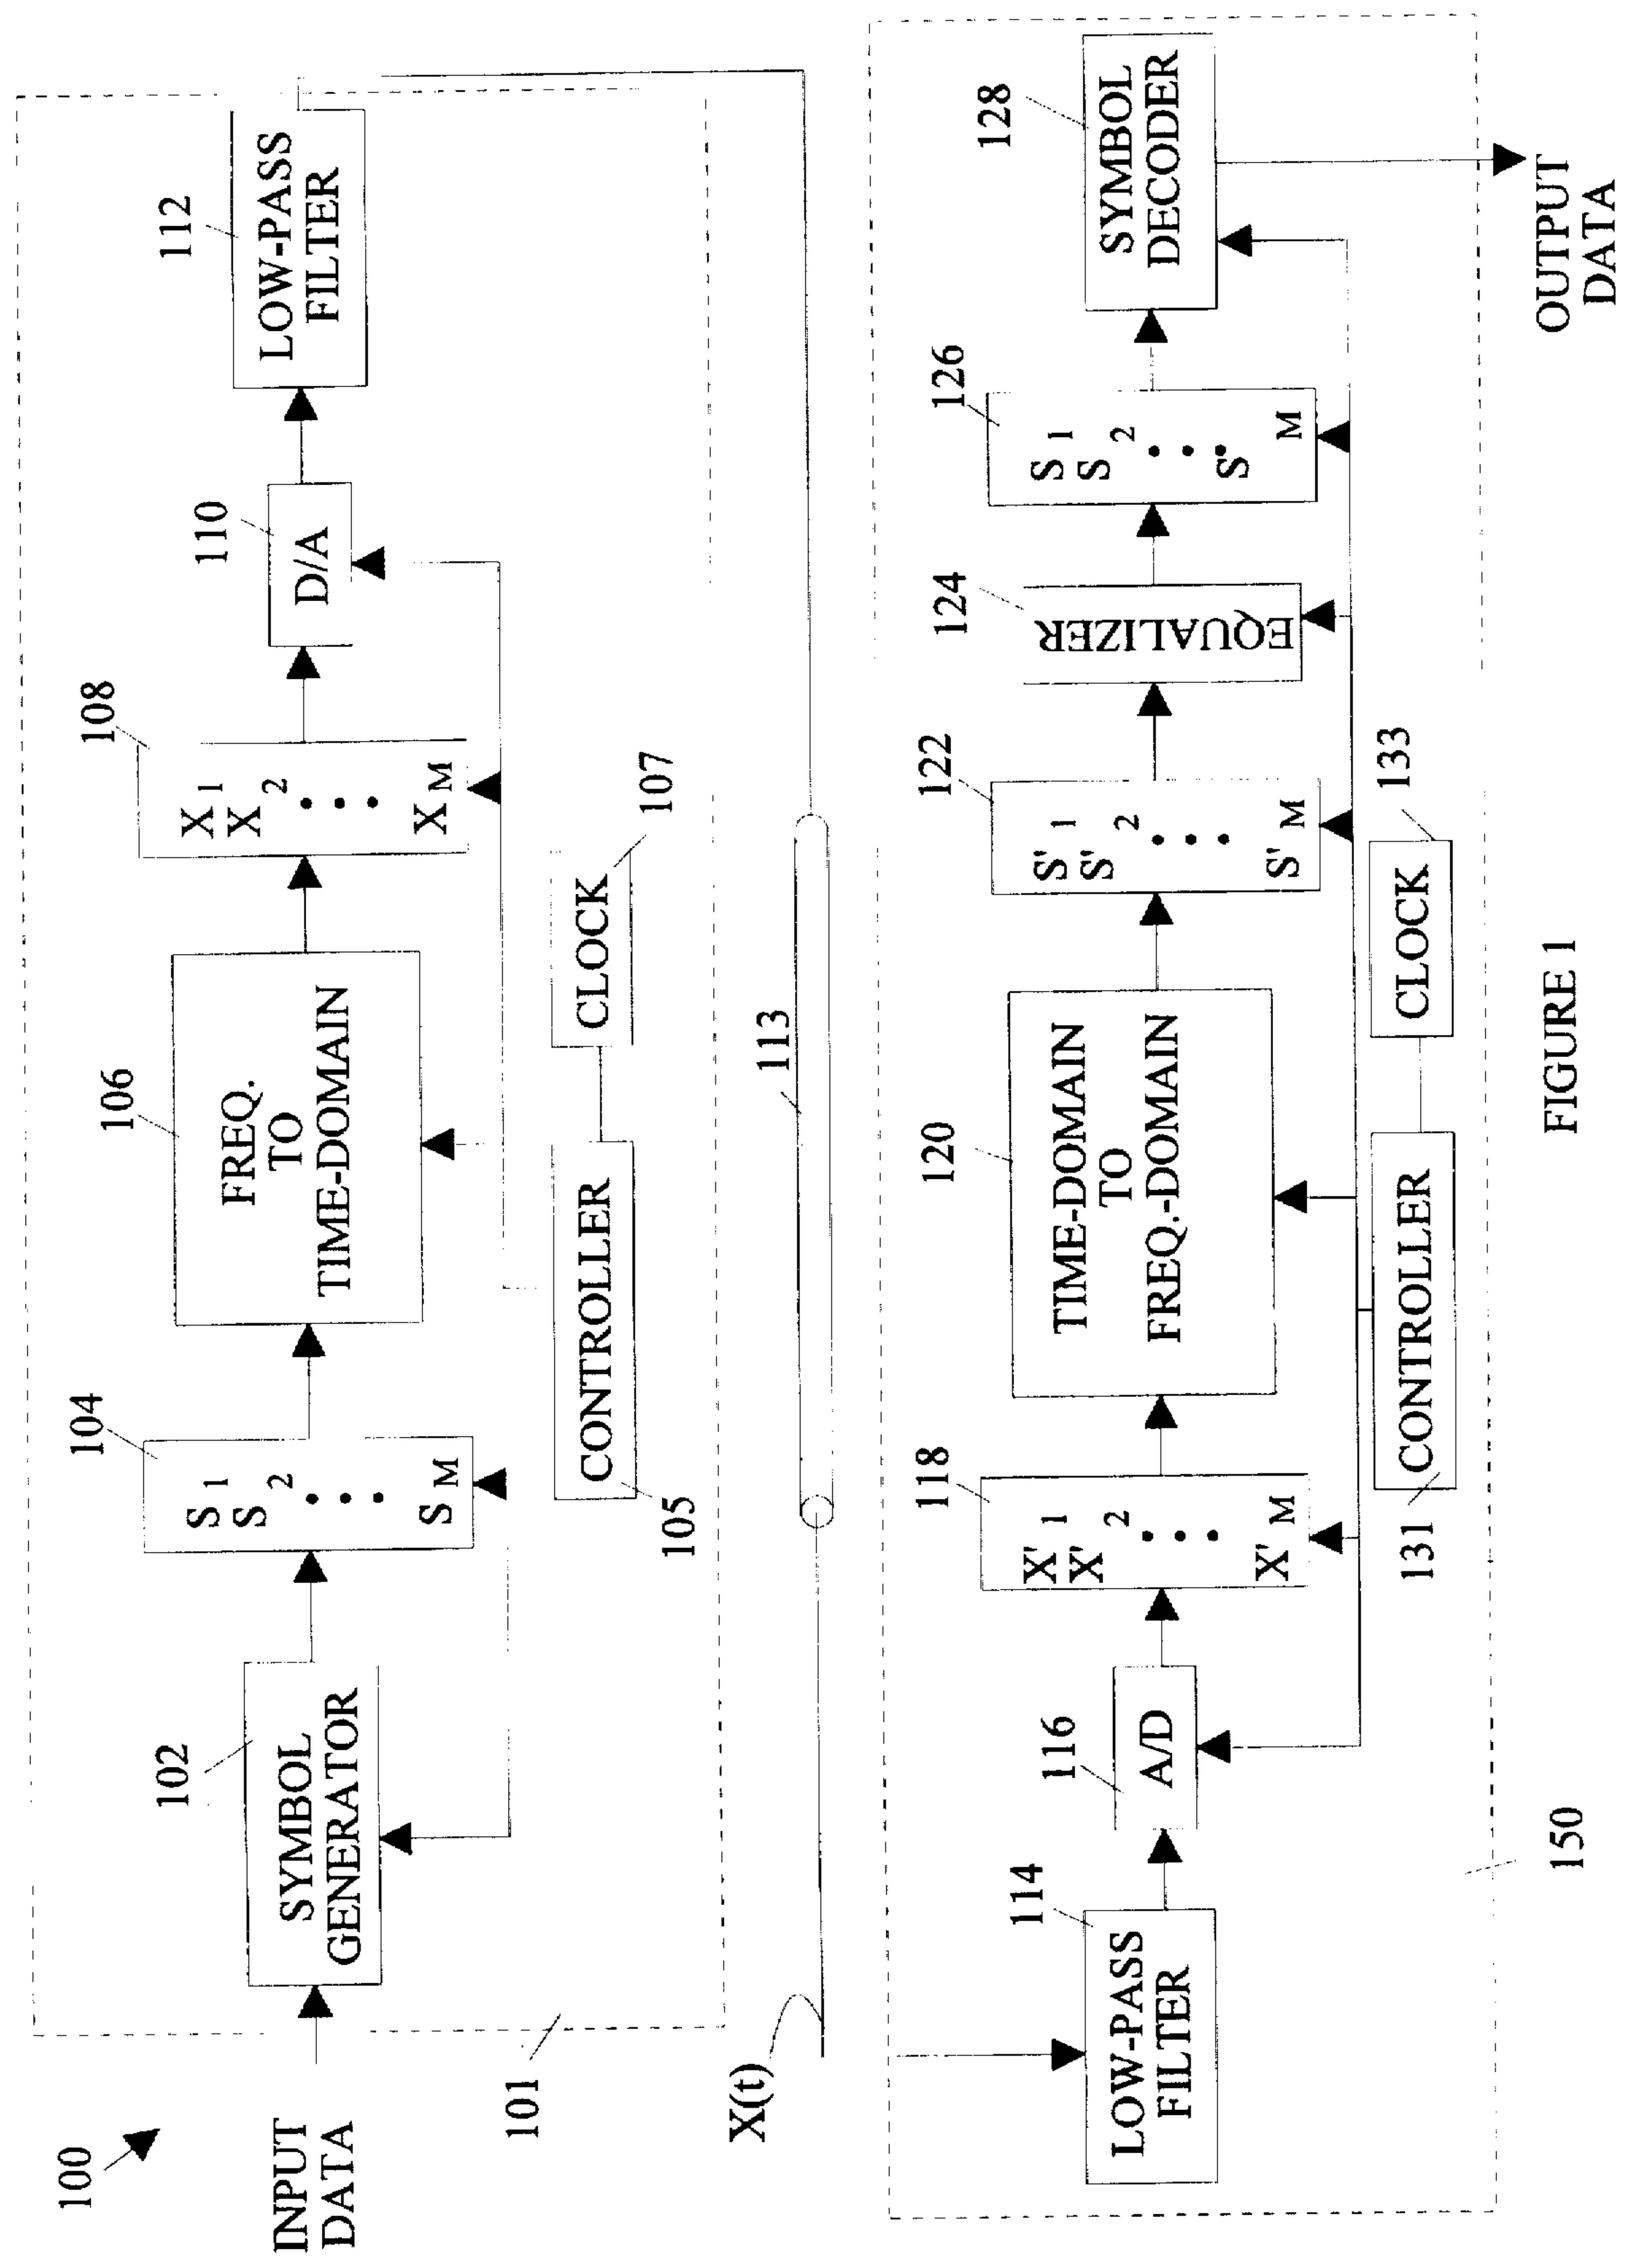 100
INPUT
DATA
101
102
SYMBOL
GENERATOR
104
S1
S2
• • •
SM
106
FREQ.
TO
TIME-DOMAIN
108
X1
X2
• • •
XM
110
D/A
112
LOW-PASS
FILTER
105
CONTROLLER
107
CLOCK
X(t)
113
114
LOW-PASS
FILTER
116
A/D
118
X'1
X'2
• • •
X'M
120
TIME-DOMAIN
TO
FREQ.-DOMAIN
122
S'1
S'2
• • •
S'M
124
EQUALIZER
126
S1
S2
• • •
SM
128
SYMBOL
DECODER
131
CONTROLLER
133
CLOCK
150
OUTPUT
DATA
FIGURE 1